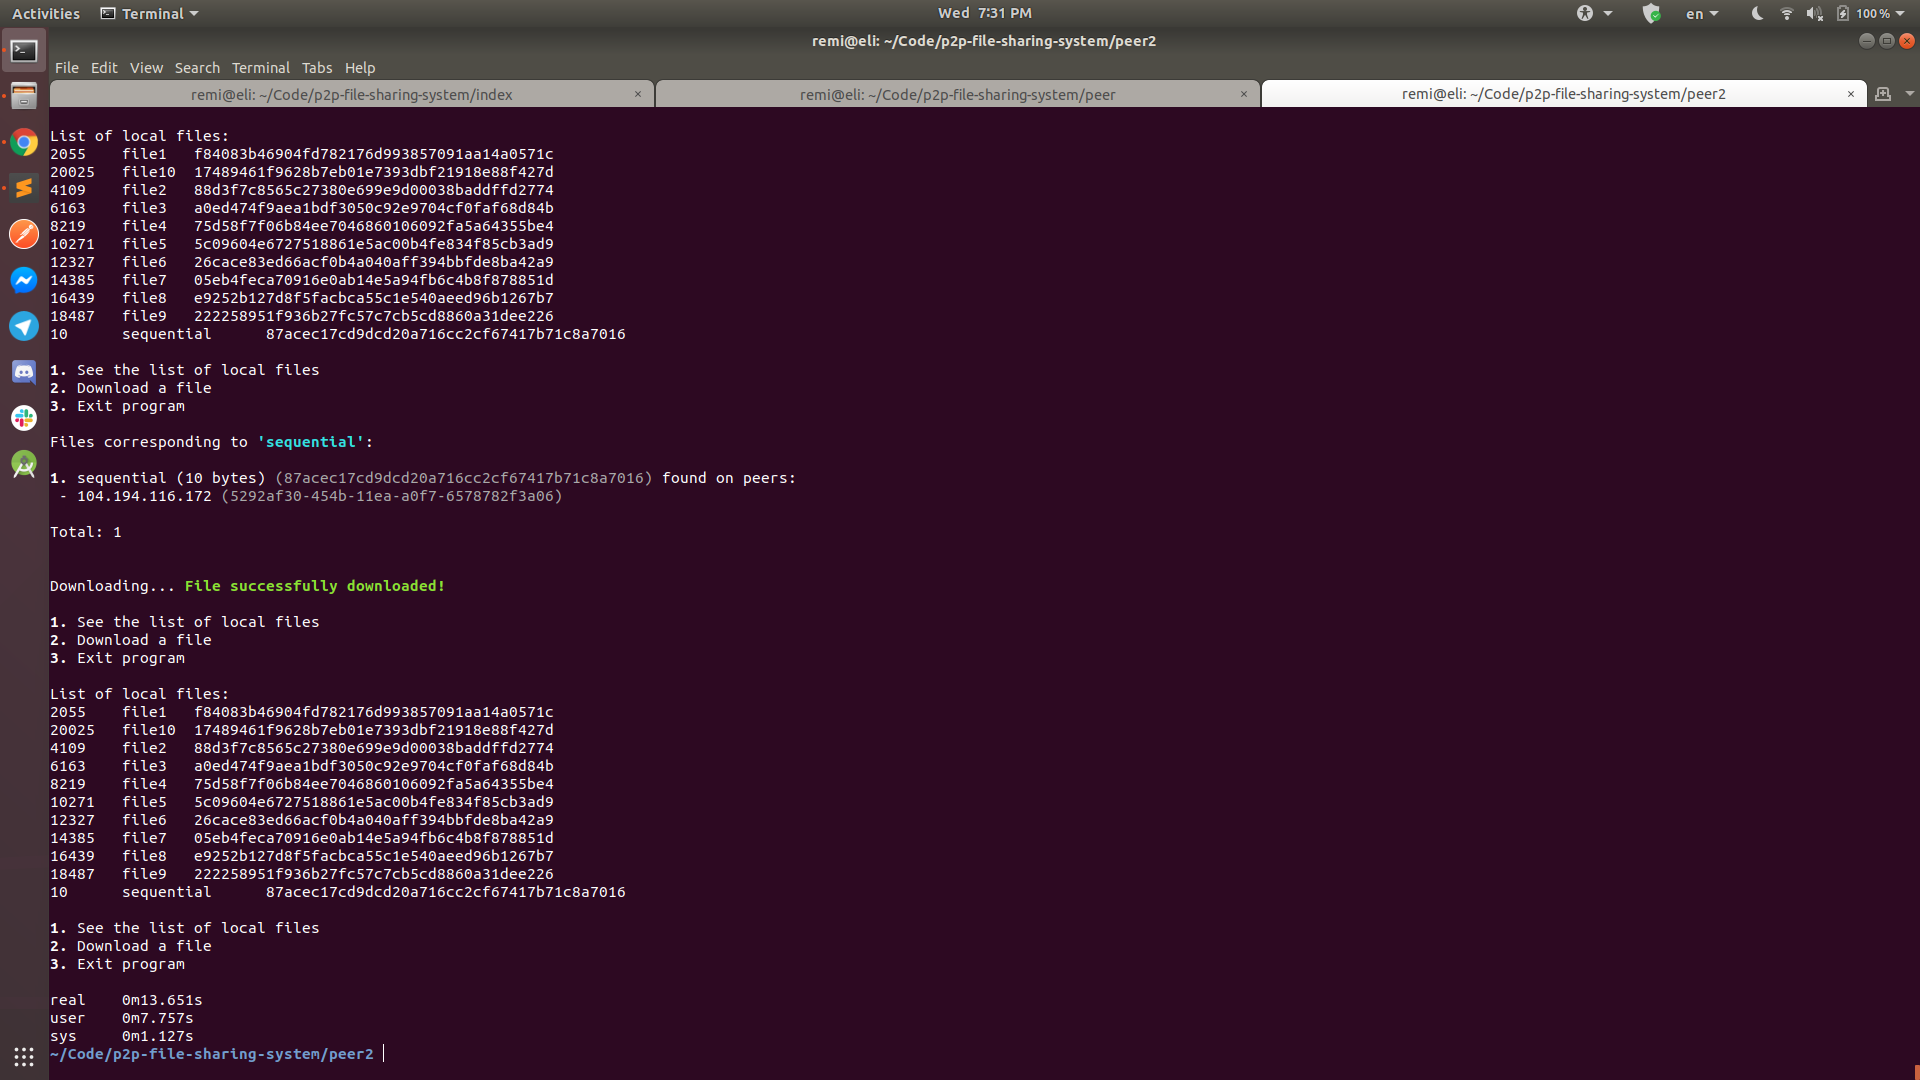 Activities Terminal Wed 7:31 PM en 100 %
remi@eli: ~/Code/p2p-file-sharing-system/peer2
File Edit View Search Terminal Tabs Help
remi@eli: ~/Code/p2p-file-sharing-system/index × remi@eli: ~/Code/p2p-file-sharing-system/peer × remi@eli: ~/Code/p2p-file-sharing-system/peer2 ×
List of local files:
2055 file1 f84083b46904fd782176d993857091aa14a0571c
20025 file10 17489461f9628b7eb01e7393dbf21918e88f427d
4109 file2 88d3f7c8565c27380e699e9d00038baddffd2774
6163 file3 a0ed474f9aea1bdf3050c92e9704cf0faf68d84b
8219 file4 75d58f7f06b84ee7046860106092fa5a64355be4
10271 file5 5c09604e6727518861e5ac00b4fe834f85cb3ad9
12327 file6 26cace83ed66acf0b4a040aff394bbfde8ba42a9
14385 file7 05eb4feca70916e0ab14e5a94fb6c4b8f878851d
16439 file8 e9252b127d8f5facbca55c1e540aeed96b1267b7
18487 file9 222258951f936b27fc57c7cb5cd8860a31dee226
10 sequential 87acec17cd9dcd20a716cc2cf67417b71c8a7016
1. See the list of local files
2. Download a file
3. Exit program
Files corresponding to 'sequential':
1. sequential (10 bytes) (87acec17cd9dcd20a716cc2cf67417b71c8a7016) found on peers:
- 104.194.116.172 (5292af30-454b-11ea-a0f7-6578782f3a06)
Total: 1
Downloading... File successfully downloaded!
1. See the list of local files
2. Download a file
3. Exit program
List of local files:
2055 file1 f84083b46904fd782176d993857091aa14a0571c
20025 file10 17489461f9628b7eb01e7393dbf21918e88f427d
4109 file2 88d3f7c8565c27380e699e9d00038baddffd2774
6163 file3 a0ed474f9aea1bdf3050c92e9704cf0faf68d84b
8219 file4 75d58f7f06b84ee7046860106092fa5a64355be4
10271 file5 5c09604e6727518861e5ac00b4fe834f85cb3ad9
12327 file6 26cace83ed66acf0b4a040aff394bbfde8ba42a9
14385 file7 05eb4feca70916e0ab14e5a94fb6c4b8f878851d
16439 file8 e9252b127d8f5facbca55c1e540aeed96b1267b7
18487 file9 222258951f936b27fc57c7cb5cd8860a31dee226
10 sequential 87acec17cd9dcd20a716cc2cf67417b71c8a7016
1. See the list of local files
2. Download a file
3. Exit program
real 0m13.651s
user 0m7.757s
sys 0m1.127s
~/Code/p2p-file-sharing-system/peer2